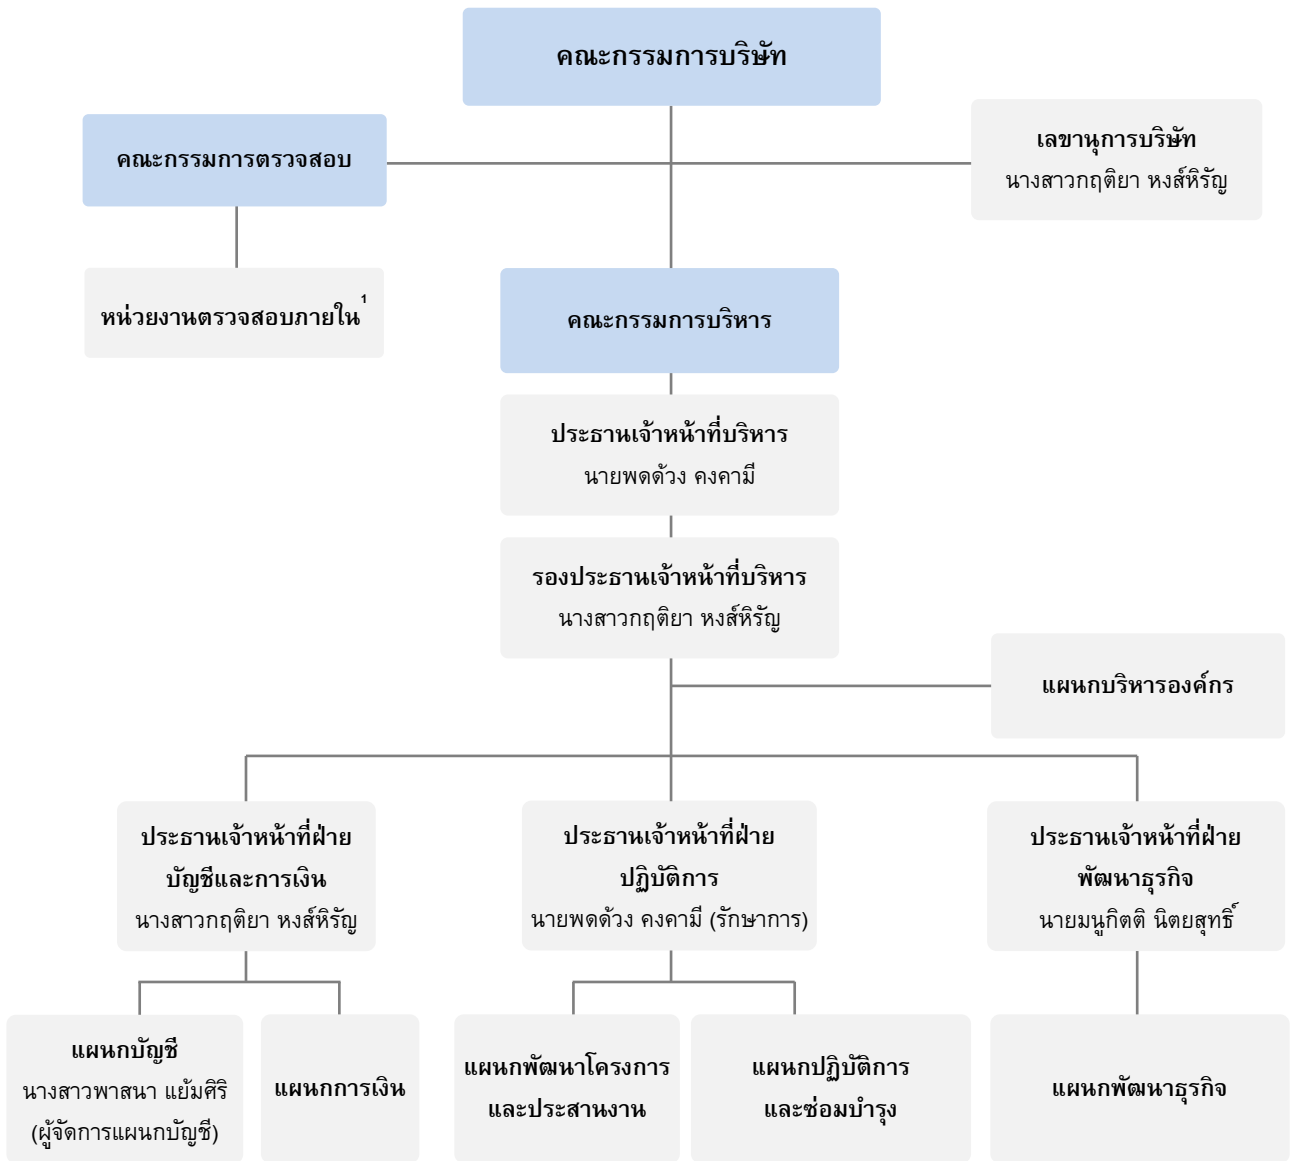 คณะกรรมการบริษัท
คณะกรรมการตรวจสอบ
เลขานุการบริษัท
นางสาวกฤติยา หงส์หิรัญ
หน่วยงานตรวจสอบภายใน¹
คณะกรรมการบริหาร
ประธานเจ้าหน้าที่บริหาร
นายพดด้วง คงคามี
รองประธานเจ้าหน้าที่บริหาร
นางสาวกฤติยา หงส์หิรัญ
แผนกบริหารองค์กร
ประธานเจ้าหน้าที่ฝ่าย
บัญชีและการเงิน
นางสาวกฤติยา หงส์หิรัญ
ประธานเจ้าหน้าที่ฝ่าย
ปฏิบัติการ
นายพดด้วง คงคามี (รักษาการ)
ประธานเจ้าหน้าที่ฝ่าย
พัฒนาธุรกิจ
นายมนูกิตติ นิตยสุทธิ์
แผนกบัญชี
นางสาวพาสนา แย้มศิริ
(ผู้จัดการแผนกบัญชี)
แผนกการเงิน
แผนกพัฒนาโครงการ
และประสานงาน
แผนกปฏิบัติการ
และซ่อมบำรุง
แผนกพัฒนาธุรกิจ